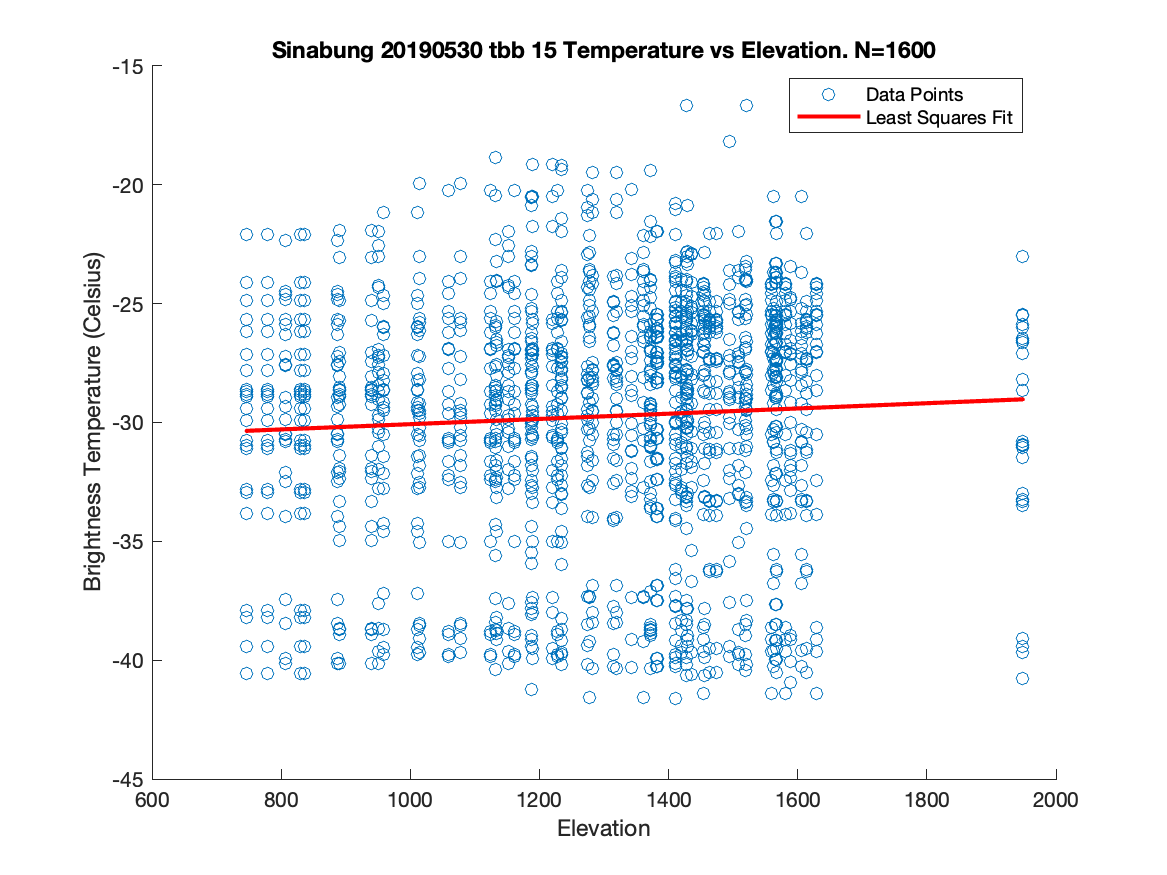 Sinabung 20190530 tbb 15 Temperature vs Elevation. N=1600
Data Points
Least Squares Fit
Brightness Temperature (Celsius)
-15
-20
-25
-30
-35
-40
-45
600 800 1000 1200 1400 1600 1800 2000
Elevation